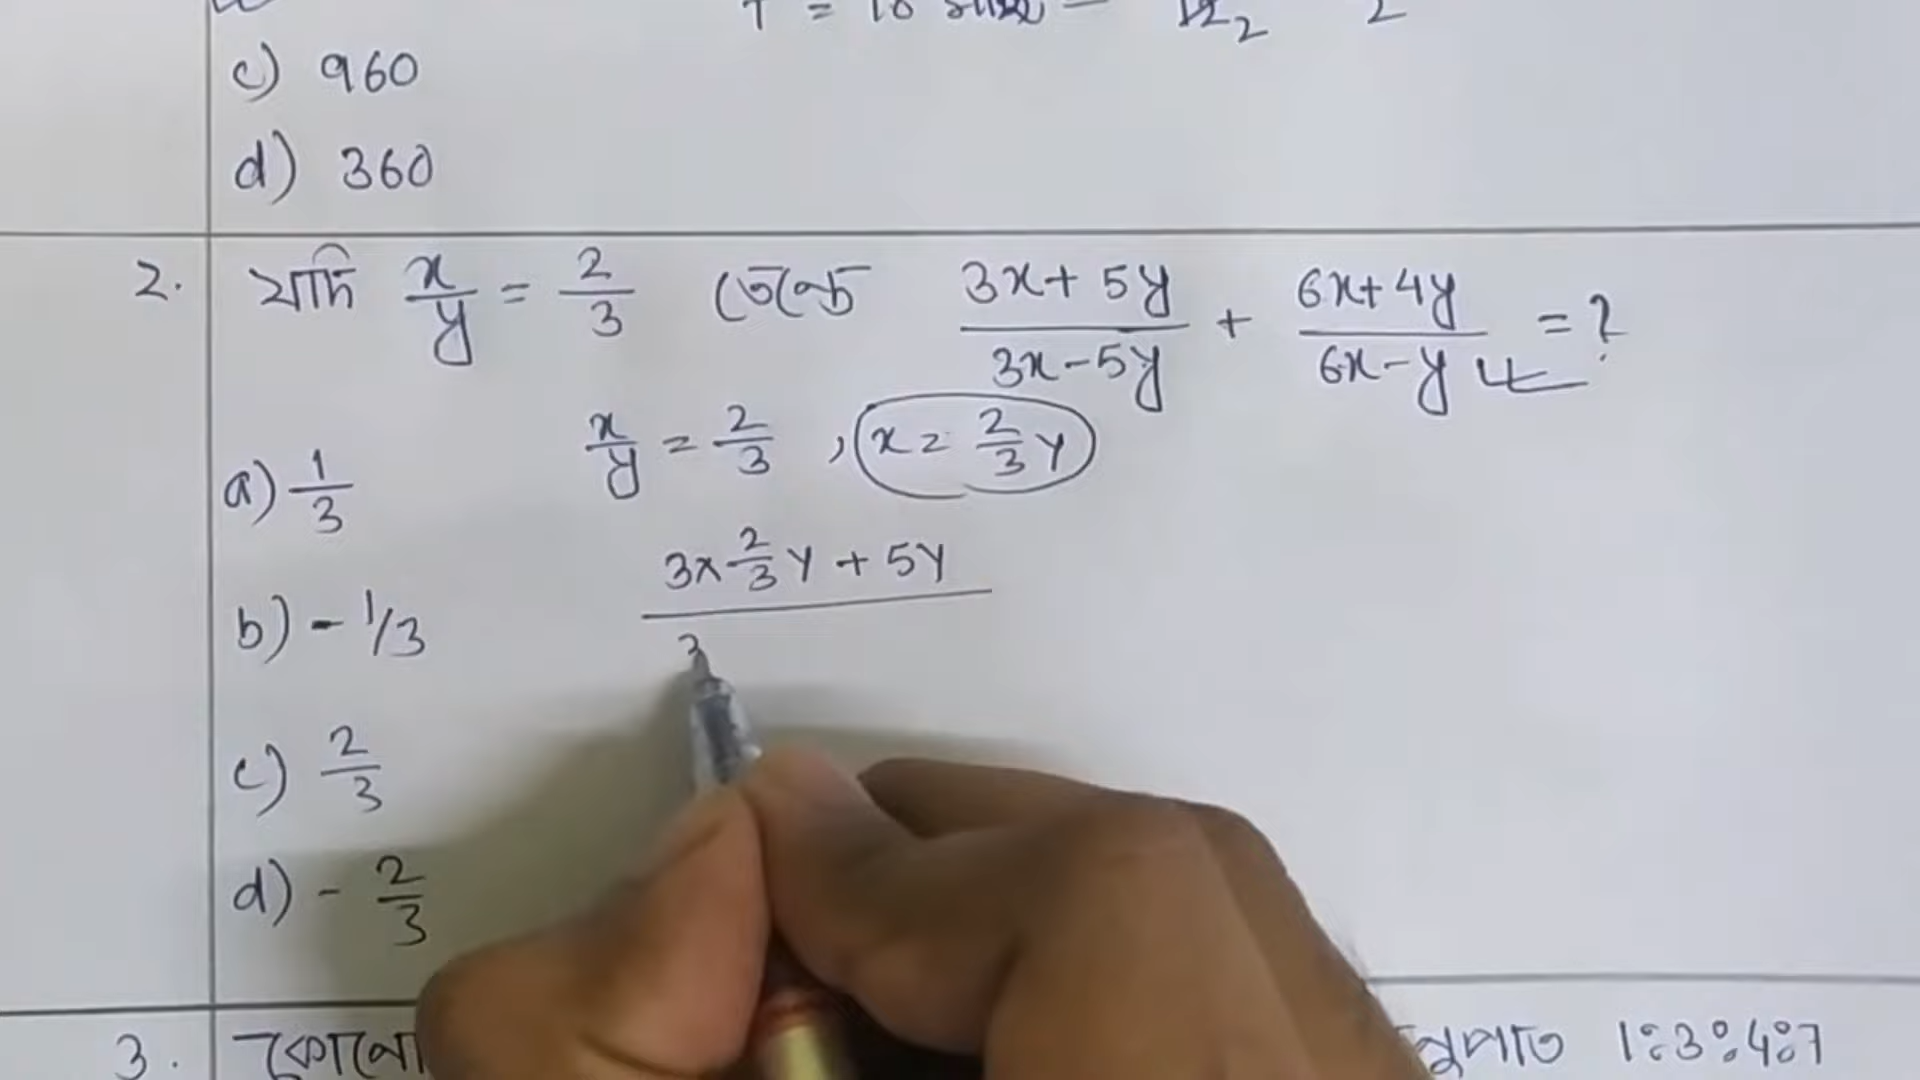 c) 960
d) 360
2. যদি x/y = 2/3 তবে (3x + 5y)/(3x - 5y) + (6x + 4y)/(6x - y) = ?
x/y = 2/3 , x = 2/3 y
a) 1/3
3 × 2/3 y + 5y
b) - 1/3
3
c) 2/3
d) - 2/3
3. কোনো 1:3:4:7